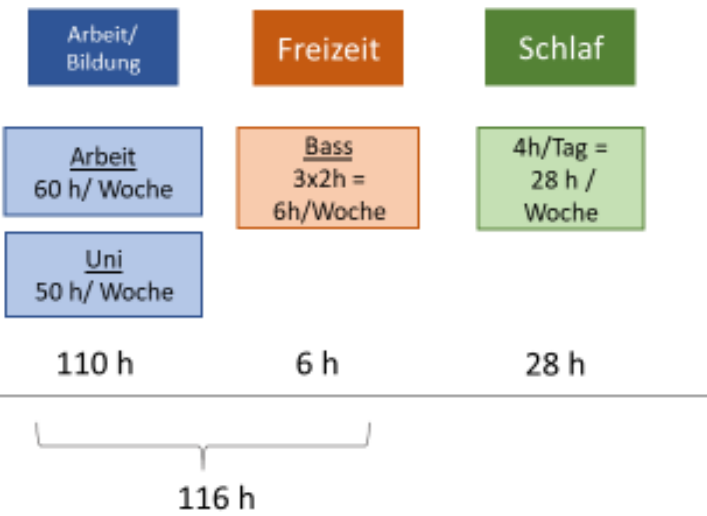 Arbeit/
Bildung
Freizeit
Schlaf
Arbeit
60 h/ Woche
Uni
50 h/ Woche
Bass
3x2h =
6h/Woche
4h/Tag =
28 h /
Woche
110 h
6 h
28 h
116 h